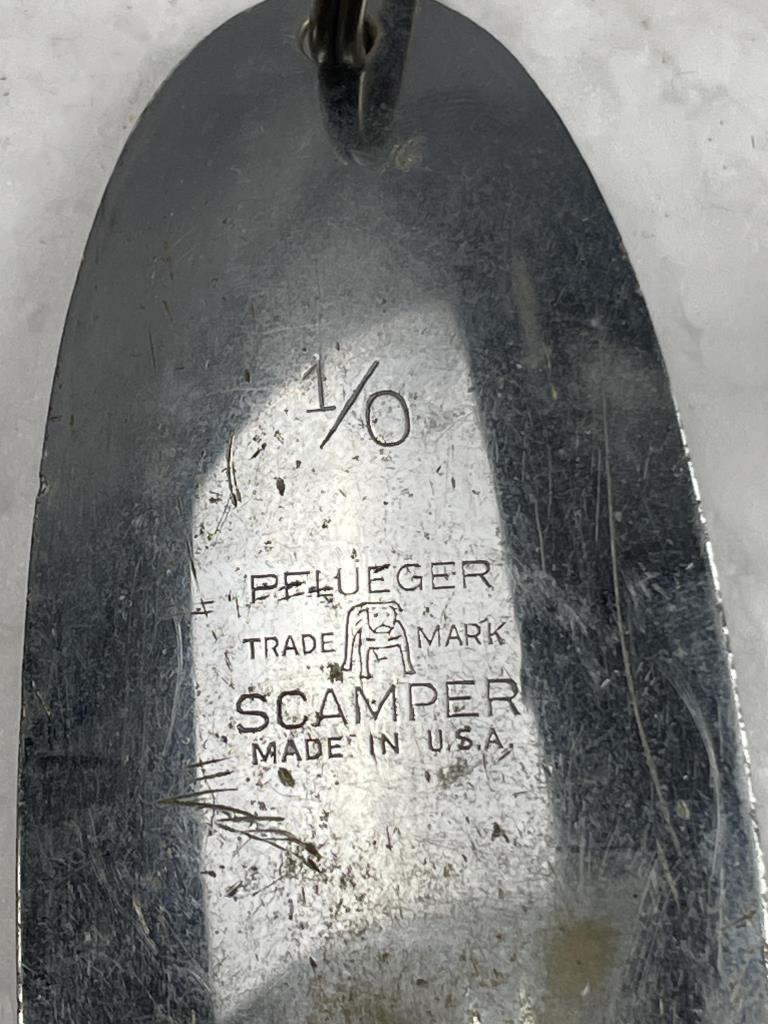 1/0
PFLUEGER
TRADE MARK
SCAMPER
MADE IN U.S.A.